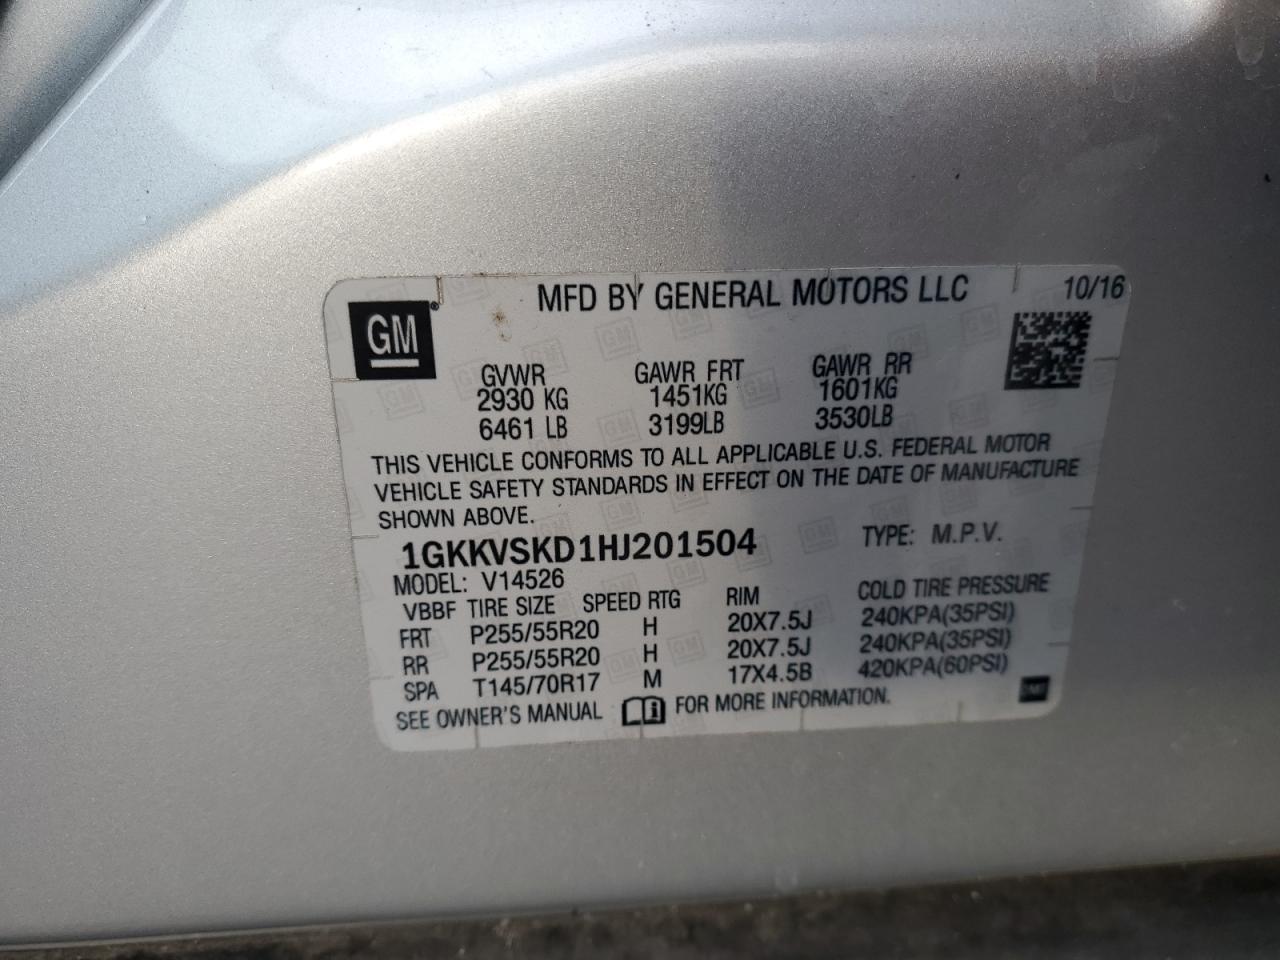 MFD BY GENERAL MOTORS LLC 10/16
GM®
GVWR GAWR FRT GAWR RR
2930 KG 1451KG 1601KG
6461 LB 3199LB 3530LB
THIS VEHICLE CONFORMS TO ALL APPLICABLE U.S. FEDERAL MOTOR
VEHICLE SAFETY STANDARDS IN EFFECT ON THE DATE OF MANUFACTURE
SHOWN ABOVE.
1GKKVSKD1HJ201504 TYPE: M.P.V.
MODEL: V14526
VBBF TIRE SIZE SPEED RTG RIM COLD TIRE PRESSURE
FRT P255/55R20 H 20X7.5J 240KPA(35PSI)
RR P255/55R20 H 20X7.5J 240KPA(35PSI)
SPA T145/70R17 M 17X4.5B 420KPA(60PSI)
SEE OWNER'S MANUAL FOR MORE INFORMATION.